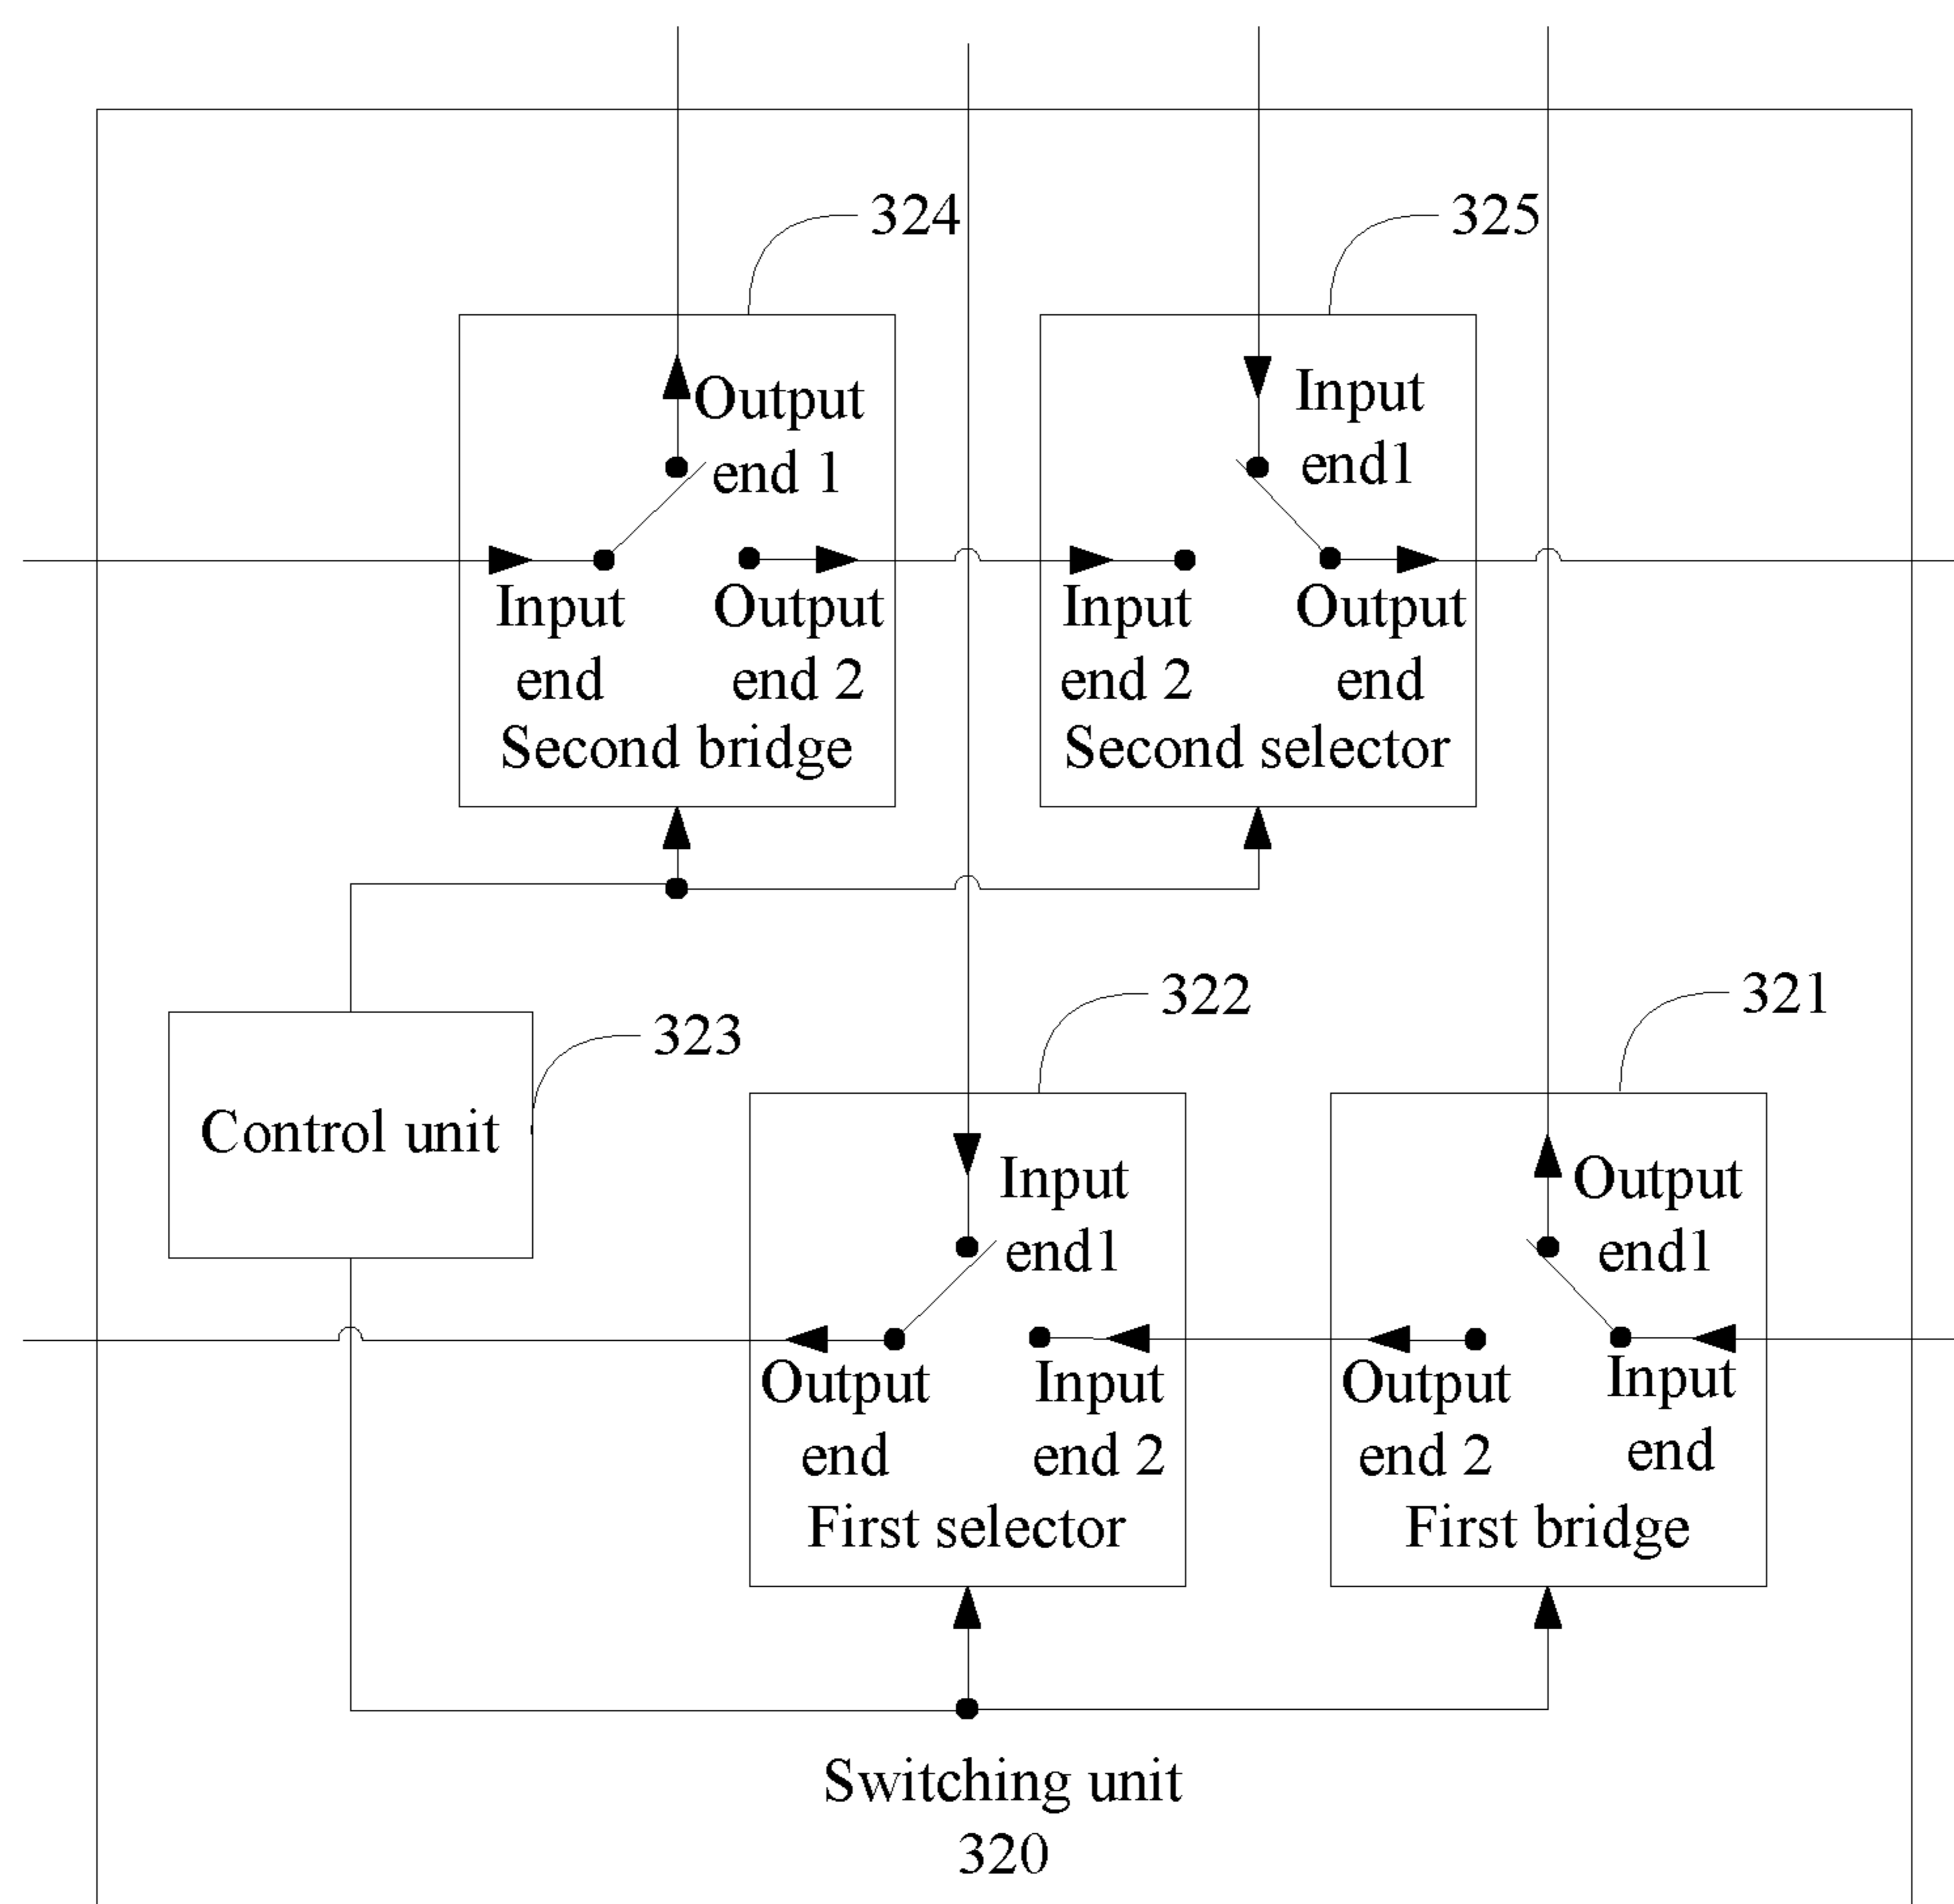 324
325
Output
end 1
Input
end1
Input
end
Output
end 2
Second bridge
Input
end 2
Output
end
Second selector
323
Control unit
322
321
Input
end1
Output
end
Input
end 2
First selector
Output
end1
Output
end 2
Input
end
First bridge
Switching unit
320